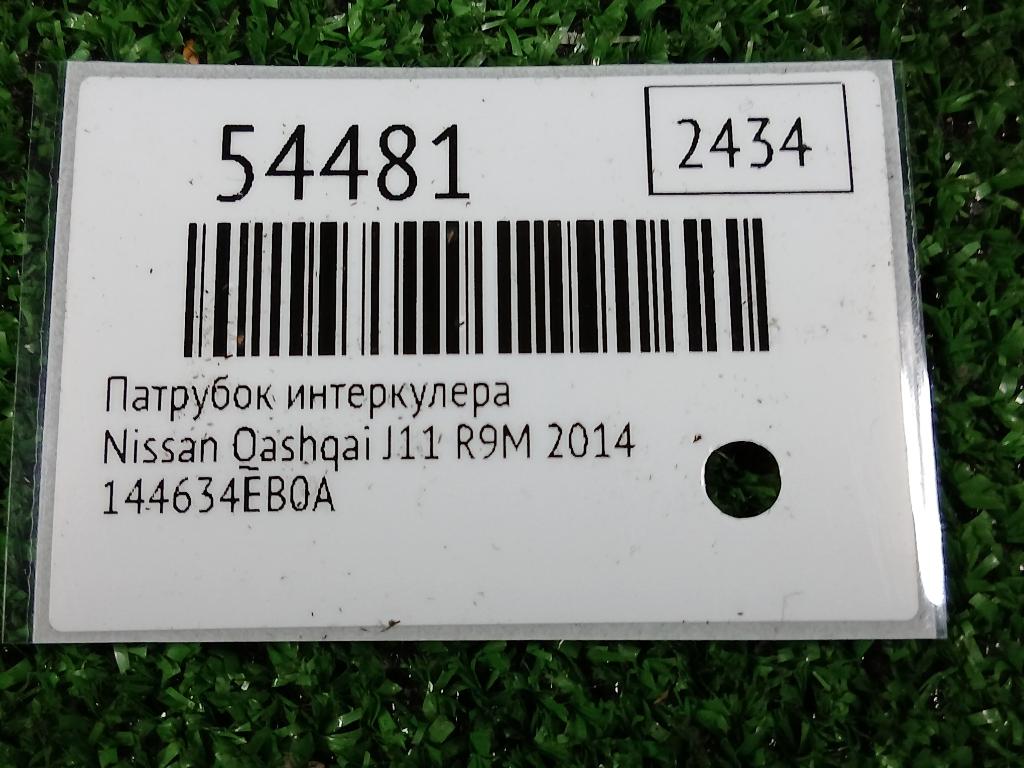 54481
2434
Патрубок интеркулера
Nissan Qashqai J11 R9M 2014
144634EB0A